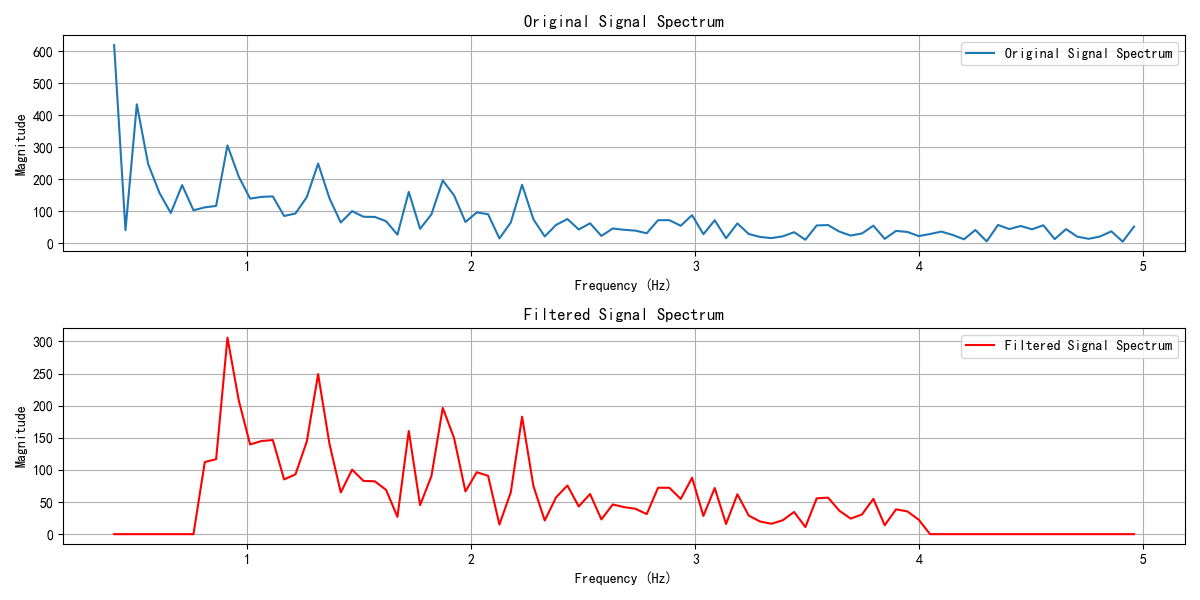 Original Signal Spectrum
Original Signal Spectrum
600
500
400
300
200
100
0
Magnitude
1 2 3 4 5
Frequency (Hz)
Filtered Signal Spectrum
Filtered Signal Spectrum
300
250
200
150
100
50
0
Magnitude
1 2 3 4 5
Frequency (Hz)